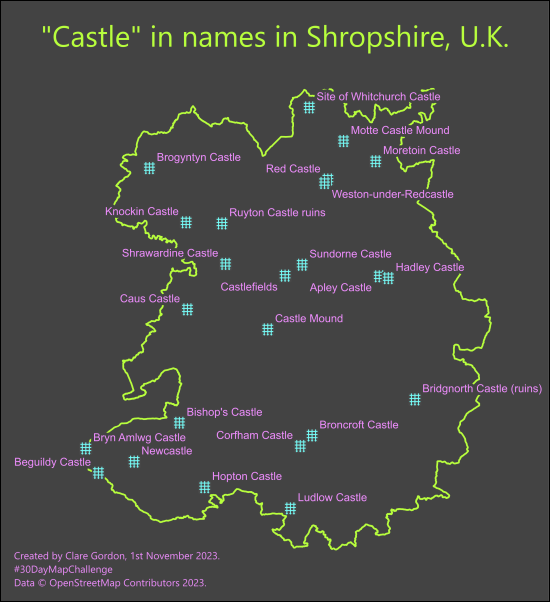 "Castle" in names in Shropshire, U.K.
Site of Whitchurch Castle
Motte Castle Mound
Moretoin Castle
Brogyntyn Castle
Red Castle
Weston-under-Redcastle
Knockin Castle
Ruyton Castle ruins
Shrawardine Castle
Sundorne Castle
Hadley Castle
Castlefields
Apley Castle
Caus Castle
Castle Mound
Bridgnorth Castle (ruins)
Bishop's Castle
Broncroft Castle
Corfham Castle
Bryn Amlwg Castle
Newcastle
Beguildy Castle
Hopton Castle
Ludlow Castle
Created by Clare Gordon, 1st November 2023.
#30DayMapChallenge
Data © OpenStreetMap Contributors 2023.